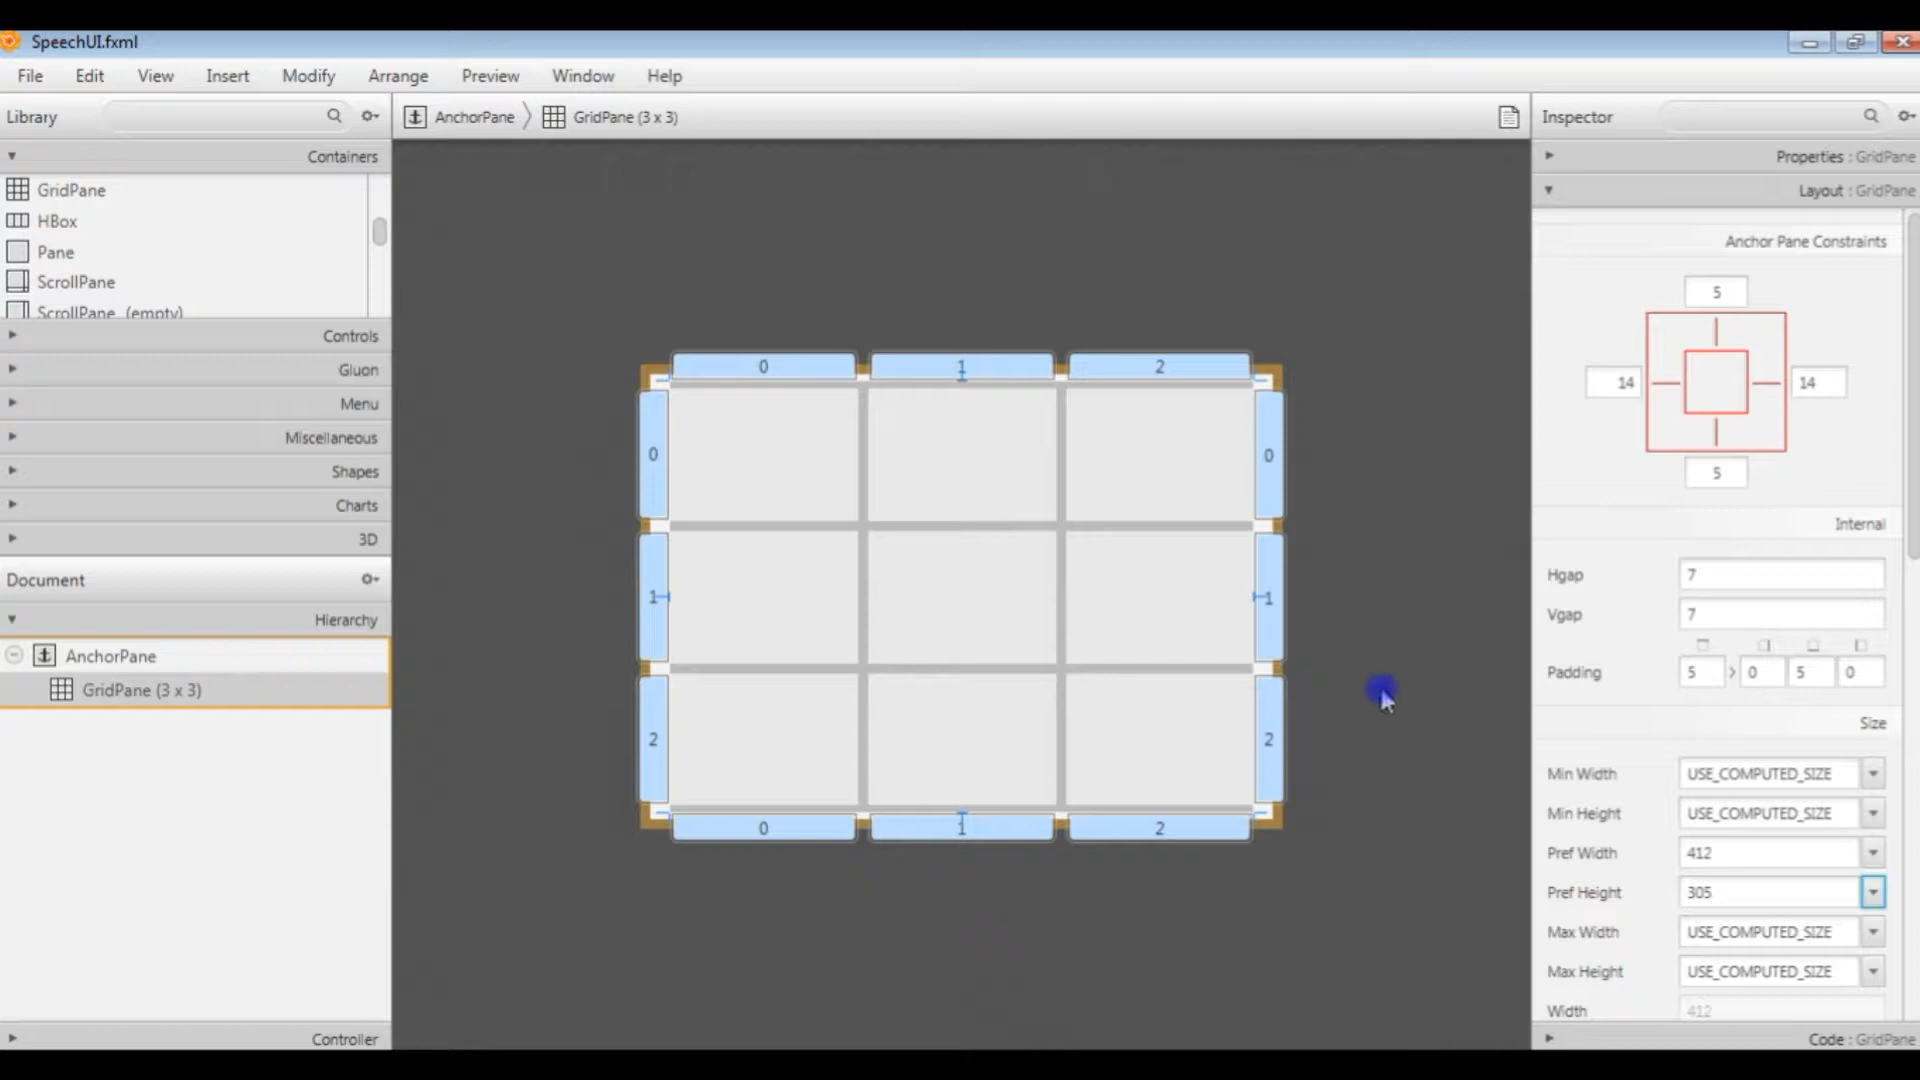 SpeechUI.fxml
File Edit View Insert Modify Arrange Preview Window Help
Library
AnchorPane GridPane (3 x 3)
Inspector
Containers
GridPane
HBox
Pane
ScrollPane
ScrollPane (empty)
Controls
Gluon
Menu
Miscellaneous
Shapes
Charts
3D
Document
Hierarchy
AnchorPane
GridPane (3 x 3)
Controller
0 1 2
0 0
1 1
2 2
0 1 2
Properties : GridPane
Layout : GridPane
Anchor Pane Constraints
5
14 14
5
Internal
Hgap 7
Vgap 7
Padding 5 0 5 0
Size
Min Width USE_COMPUTED_SIZE
Min Height USE_COMPUTED_SIZE
Pref Width 412
Pref Height 305
Max Width USE_COMPUTED_SIZE
Max Height USE_COMPUTED_SIZE
Width 412
Code : GridPane